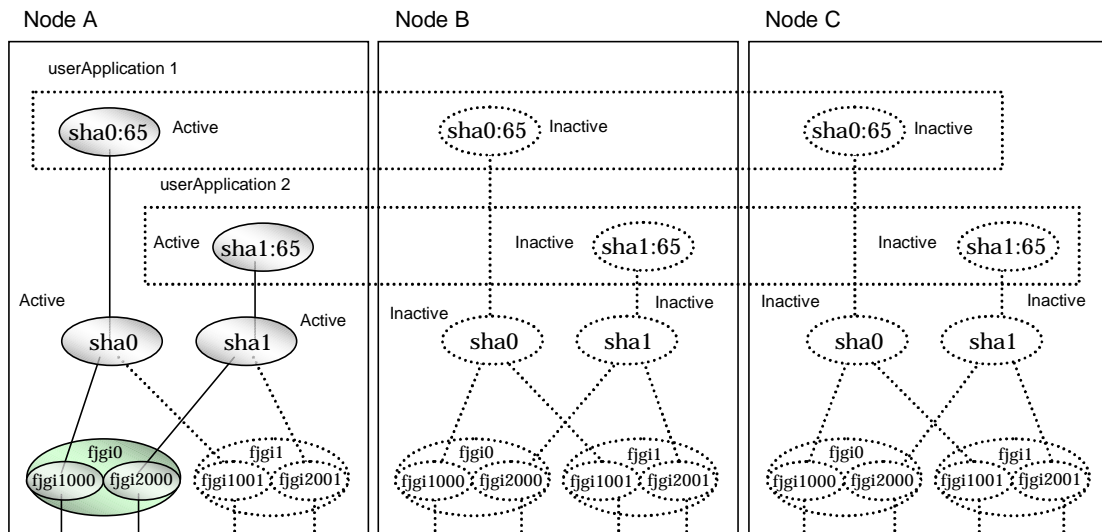 Node A
Node B
Node C
userApplication 1
sha0:65
Active
sha0:65
Inactive
sha0:65
Inactive
userApplication 2
Active
sha1:65
Inactive
sha1:65
Inactive
sha1:65
Active
sha0
sha1
Active
Inactive
sha0
sha1
Inactive
Inactive
sha0
sha1
Inactive
fjgi0
fjgi1000
fjgi2000
fjgi1
fjgi1001
fjgi2001
fjgi0
fjgi1000
fjgi2000
fjgi1
fjgi1001
fjgi2001
fjgi0
fjgi1000
fjgi2000
fjgi1
fjgi1001
fjgi2001